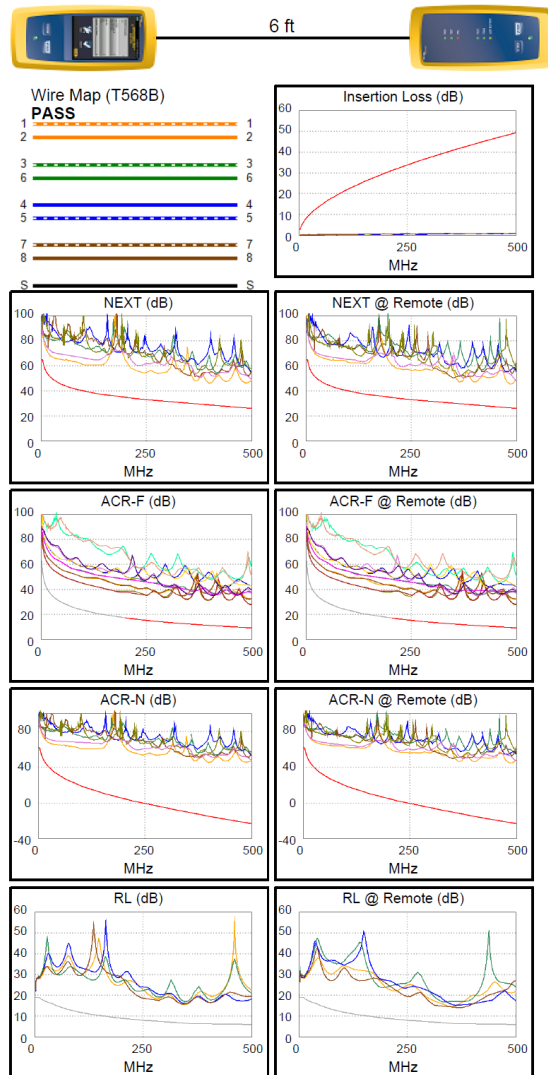 6 ft
Wire Map (T568B)
PASS
1 1
2 2
3 3
6 6
4 4
5 5
7 7
8 8
S S
Insertion Loss (dB)
60
50
40
30
20
10
0
0 250 500
MHz
NEXT (dB)
100
80
60
40
20
0
0 250 500
MHz
NEXT @ Remote (dB)
100
80
60
40
20
0
0 250 500
MHz
ACR-F (dB)
100
80
60
40
20
0
0 250 500
MHz
ACR-F @ Remote (dB)
100
80
60
40
20
0
0 250 500
MHz
ACR-N (dB)
80
40
0
-40
0 250 500
MHz
ACR-N @ Remote (dB)
80
40
0
-40
0 250 500
MHz
RL (dB)
60
50
40
30
20
10
0
0 250 500
MHz
RL @ Remote (dB)
60
50
40
30
20
10
0
0 250 500
MHz